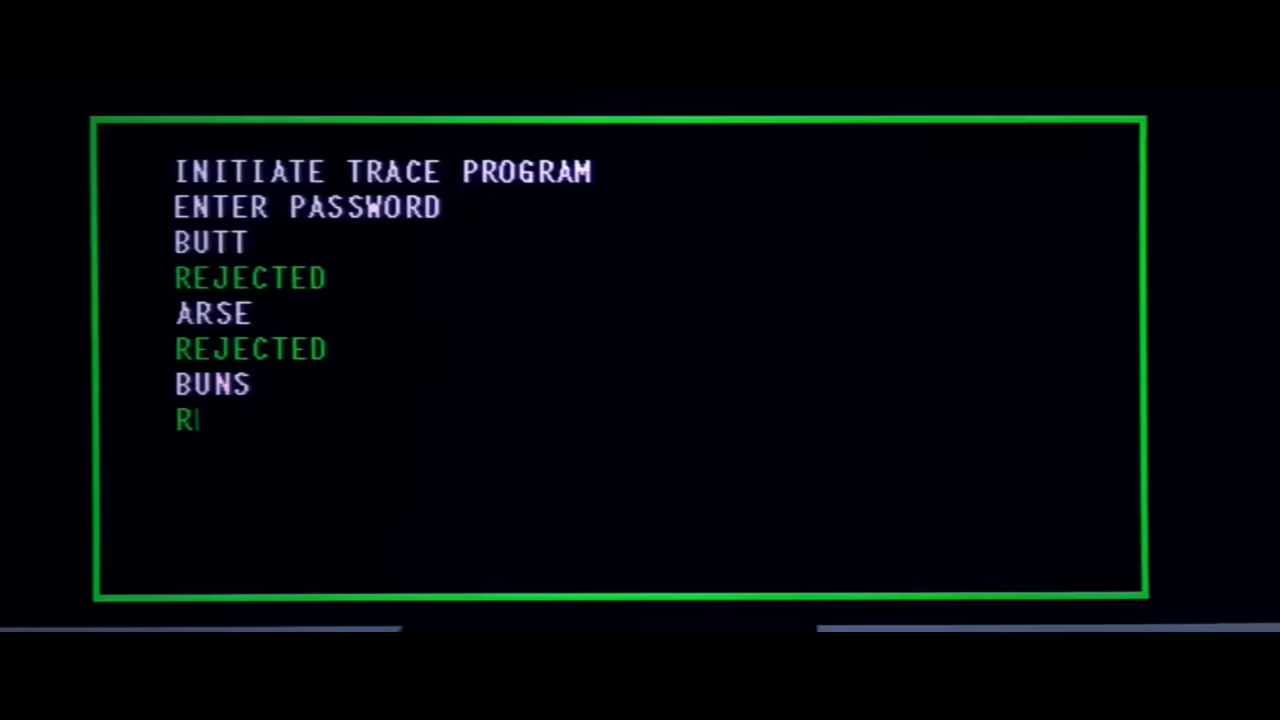 INITIATE TRACE PROGRAM
ENTER PASSWORD
BUTT
REJECTED
ARSE
REJECTED
BUNS
R